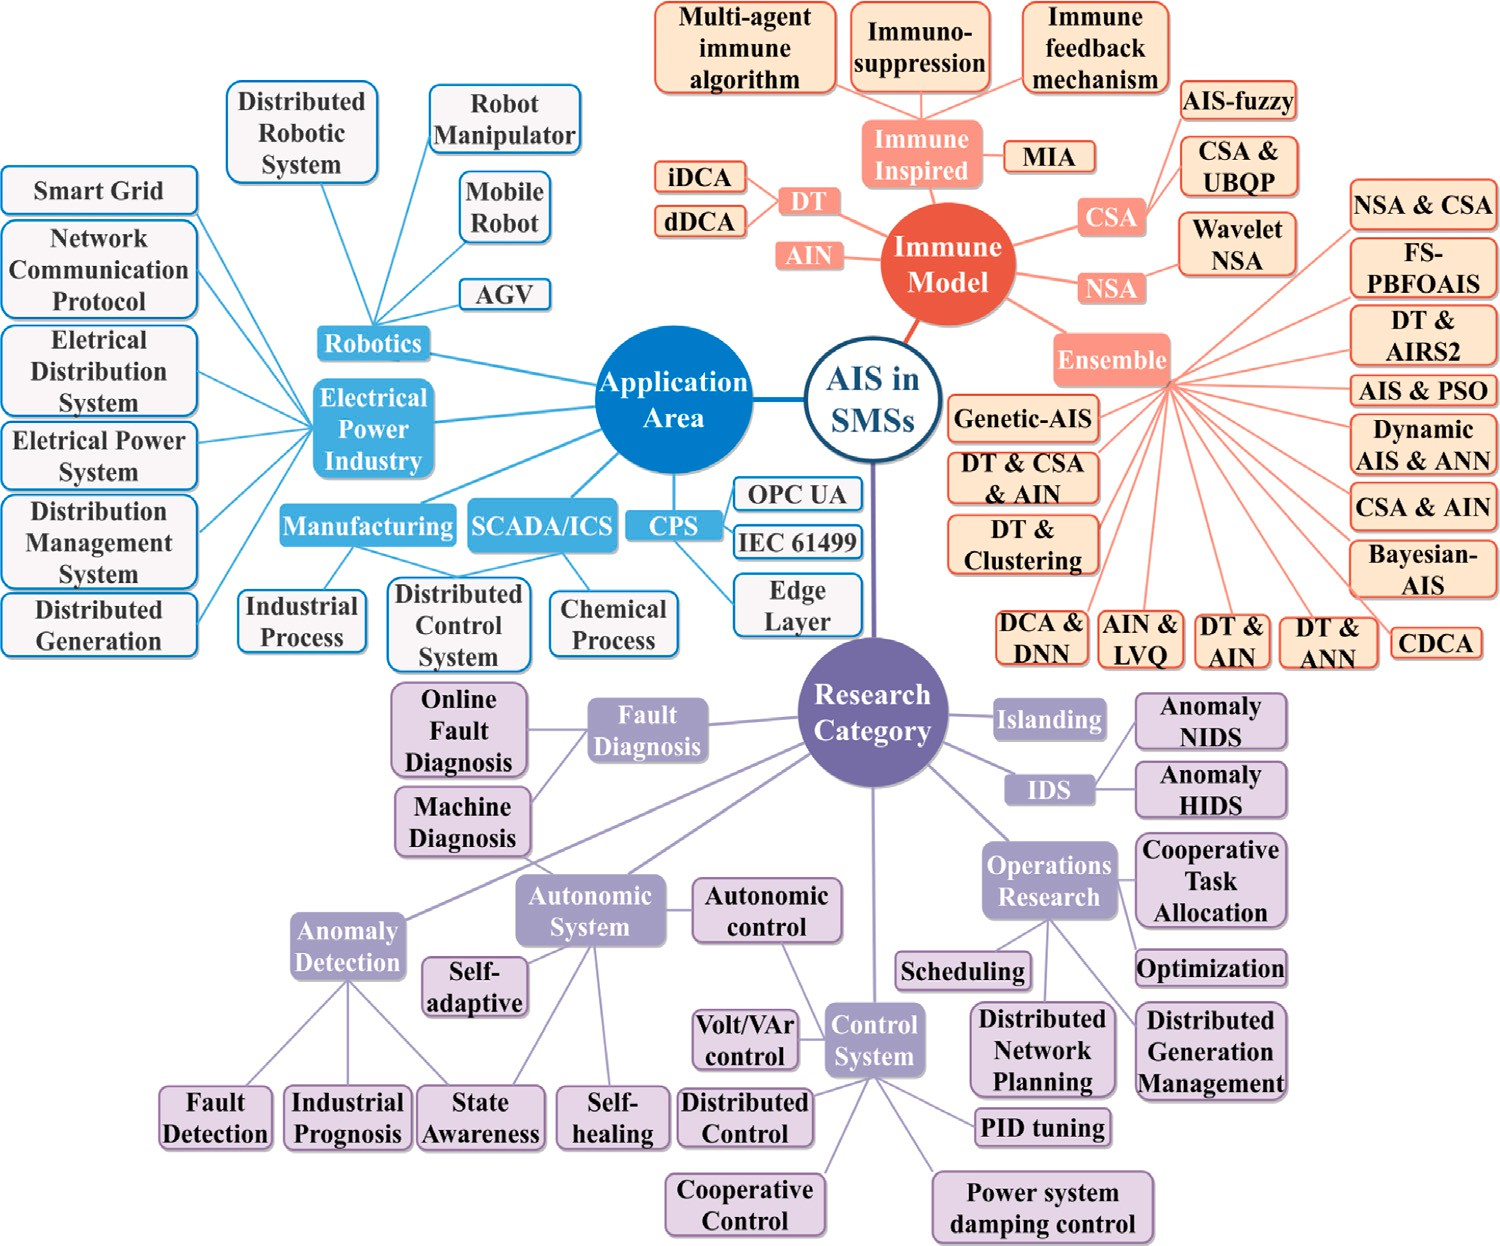 Multi-agent
immune
algorithm
Immuno-
suppression
Immune
feedback
mechanism
Immune
Inspired
MIA
AIS-fuzzy
CSA &
UBQP
CSA
Wavelet
NSA
NSA
iDCA
dDCA
DT
AIN
Immune
Model
Ensemble
NSA & CSA
FS-
PBFOAIS
DT &
AIRS2
AIS & PSO
Dynamic
AIS & ANN
CSA & AIN
Bayesian-
AIS
CDCA
DT &
ANN
DT &
AIN
AIN &
LVQ
DCA &
DNN
DT &
Clustering
DT & CSA
& AIN
Genetic-AIS
AIS in
SMSs
Application
Area
Distributed
Robotic
System
Robot
Manipulator
Mobile
Robot
AGV
Robotics
Smart Grid
Network
Communication
Protocol
Eletrical
Distribution
System
Eletrical Power
System
Distribution
Management
System
Distributed
Generation
Electrical
Power
Industry
Manufacturing
SCADA/ICS
CPS
OPC UA
IEC 61499
Edge
Layer
Industrial
Process
Distributed
Control
System
Chemical
Process
Research
Category
Fault
Diagnosis
Online
Fault
Diagnosis
Machine
Diagnosis
Islanding
IDS
Anomaly
NIDS
Anomaly
HIDS
Operations
Research
Cooperative
Task
Allocation
Optimization
Scheduling
Distributed
Network
Planning
Distributed
Generation
Management
Autonomic
System
Autonomic
control
Self-
adaptive
Anomaly
Detection
Fault
Detection
Industrial
Prognosis
State
Awareness
Self-
healing
Control
System
Volt/VAr
control
Distributed
Control
PID tuning
Cooperative
Control
Power system
damping control